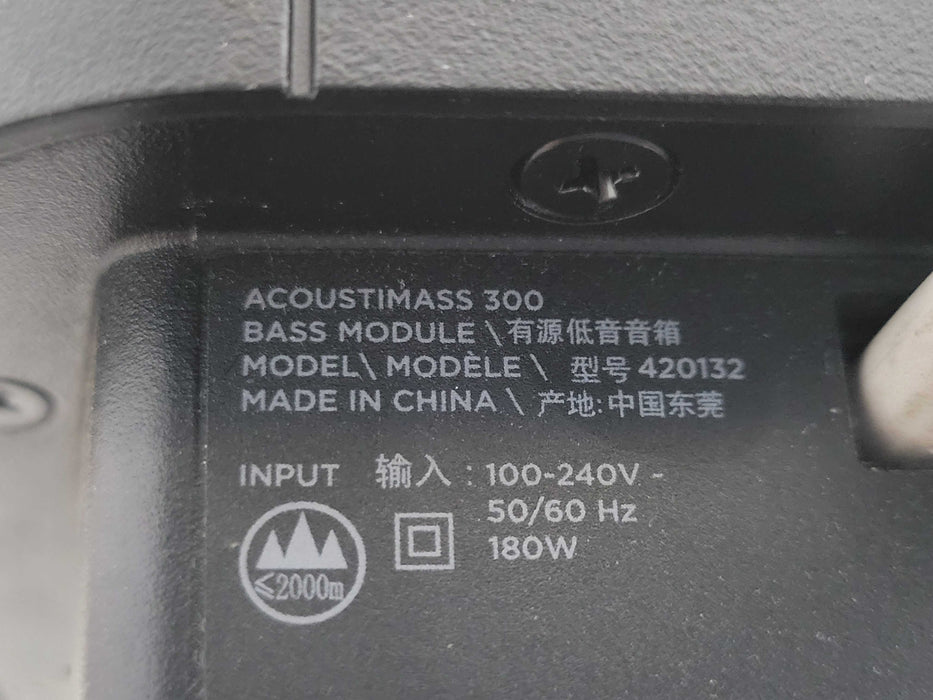 ACOUSTIMASS 300
BASS MODULE \ 有源低音音箱
MODEL \ MODÈLE \ 型号 420132
MADE IN CHINA \ 产地:中国东莞
INPUT 输入 : 100-240V ~
50/60 Hz
180W
≤2000m